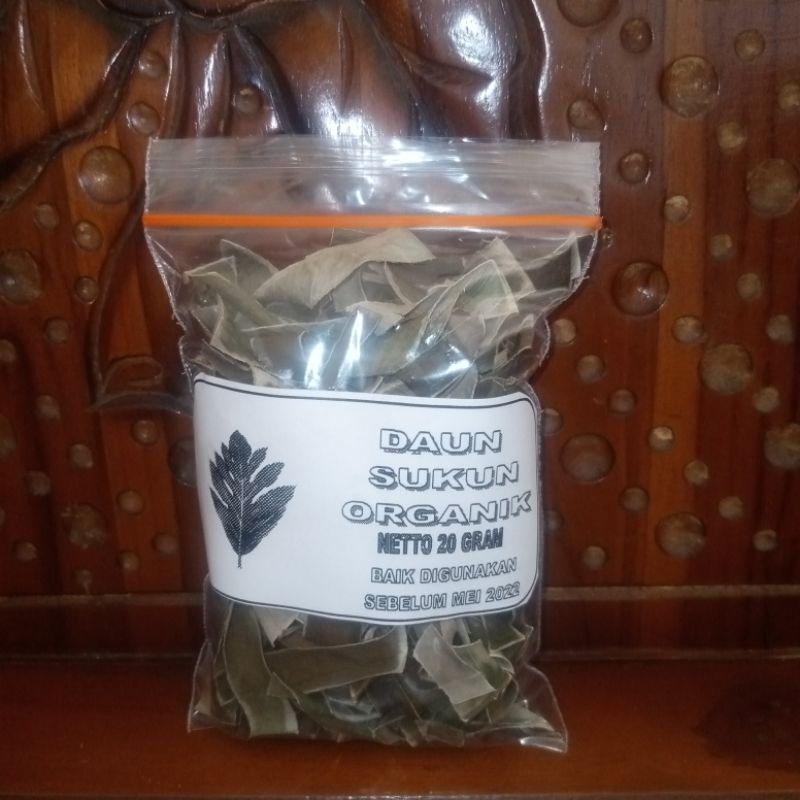 DAUN
SUKUN
ORGANIK
NETTO 20 GRAM
BAIK DIGUNAKAN
SEBELUM MEI 2022